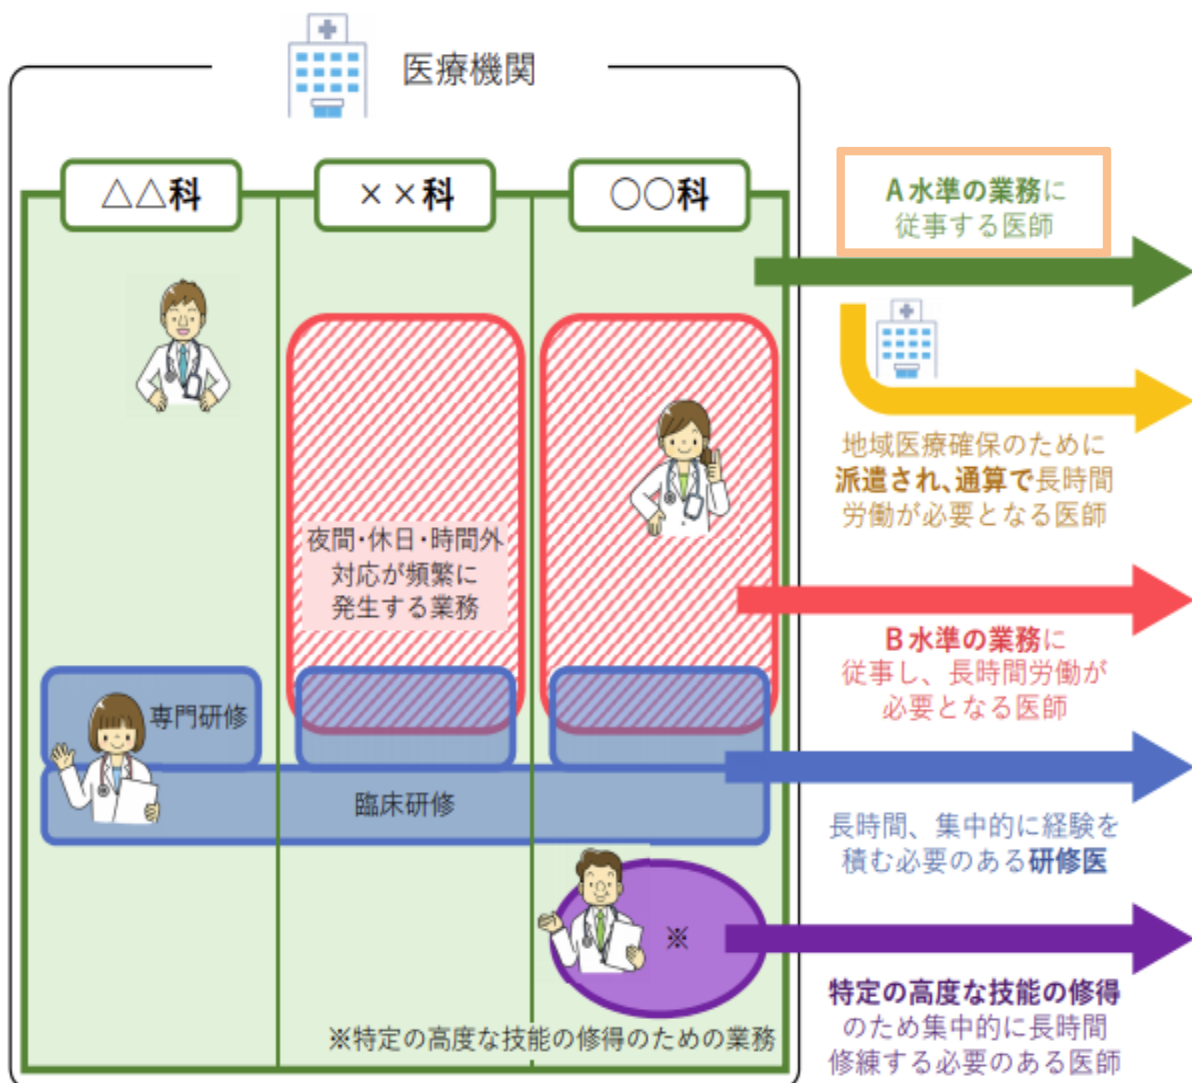 医療機関
△△科
××科
○○科
A水準の業務に
従事する医師
地域医療確保のために
派遣され、通算で長時間
労働が必要となる医師
夜間・休日・時間外
対応が頻繁に
発生する業務
B水準の業務に
従事し、長時間労働が
必要となる医師
専門研修
臨床研修
長時間、集中的に経験を
積む必要のある研修医
※
※特定の高度な技能の修得のための業務
特定の高度な技能の修得
のため集中的に長時間
修練する必要のある医師